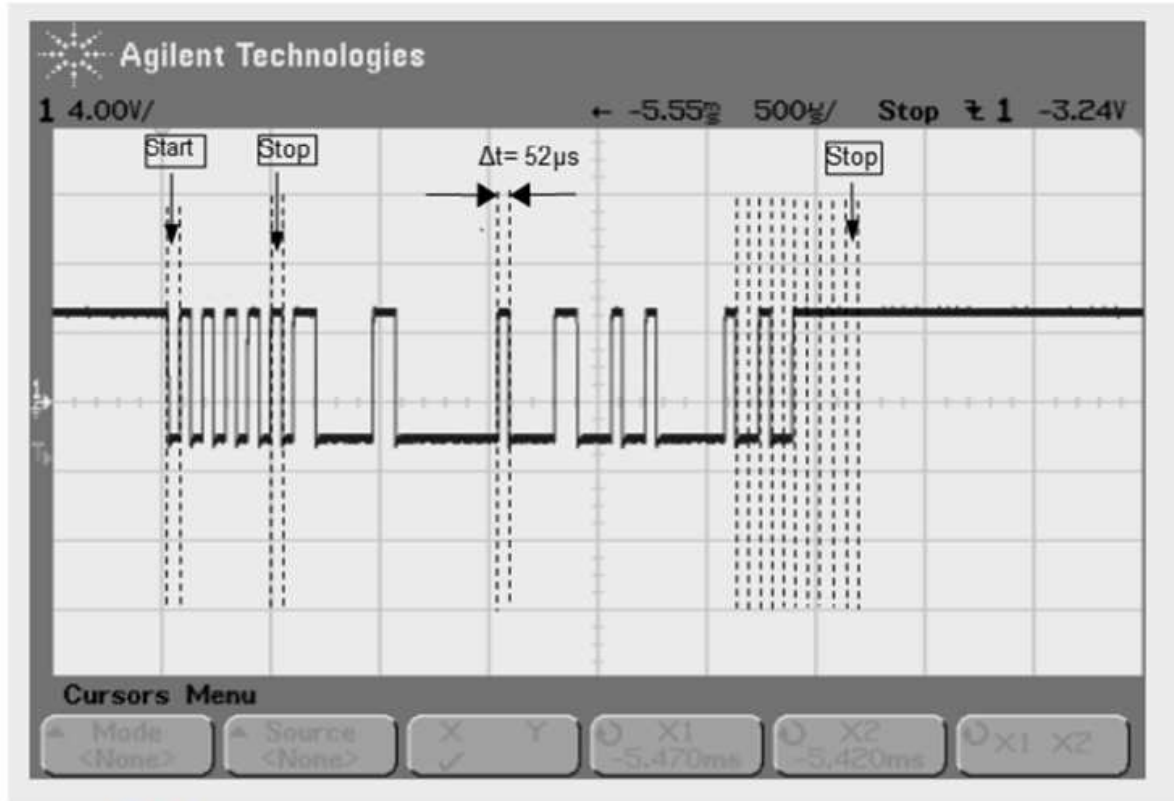 Agilent Technologies
1 4.00V/ ← -5.55ms 500µs/ Stop 1 -3.24V
Start Stop Δt= 52µs Stop
Cursors Menu
Mode Source X Y X1 X2 X1 X2
<None> <None> ✓ -5.470ms -5.420ms